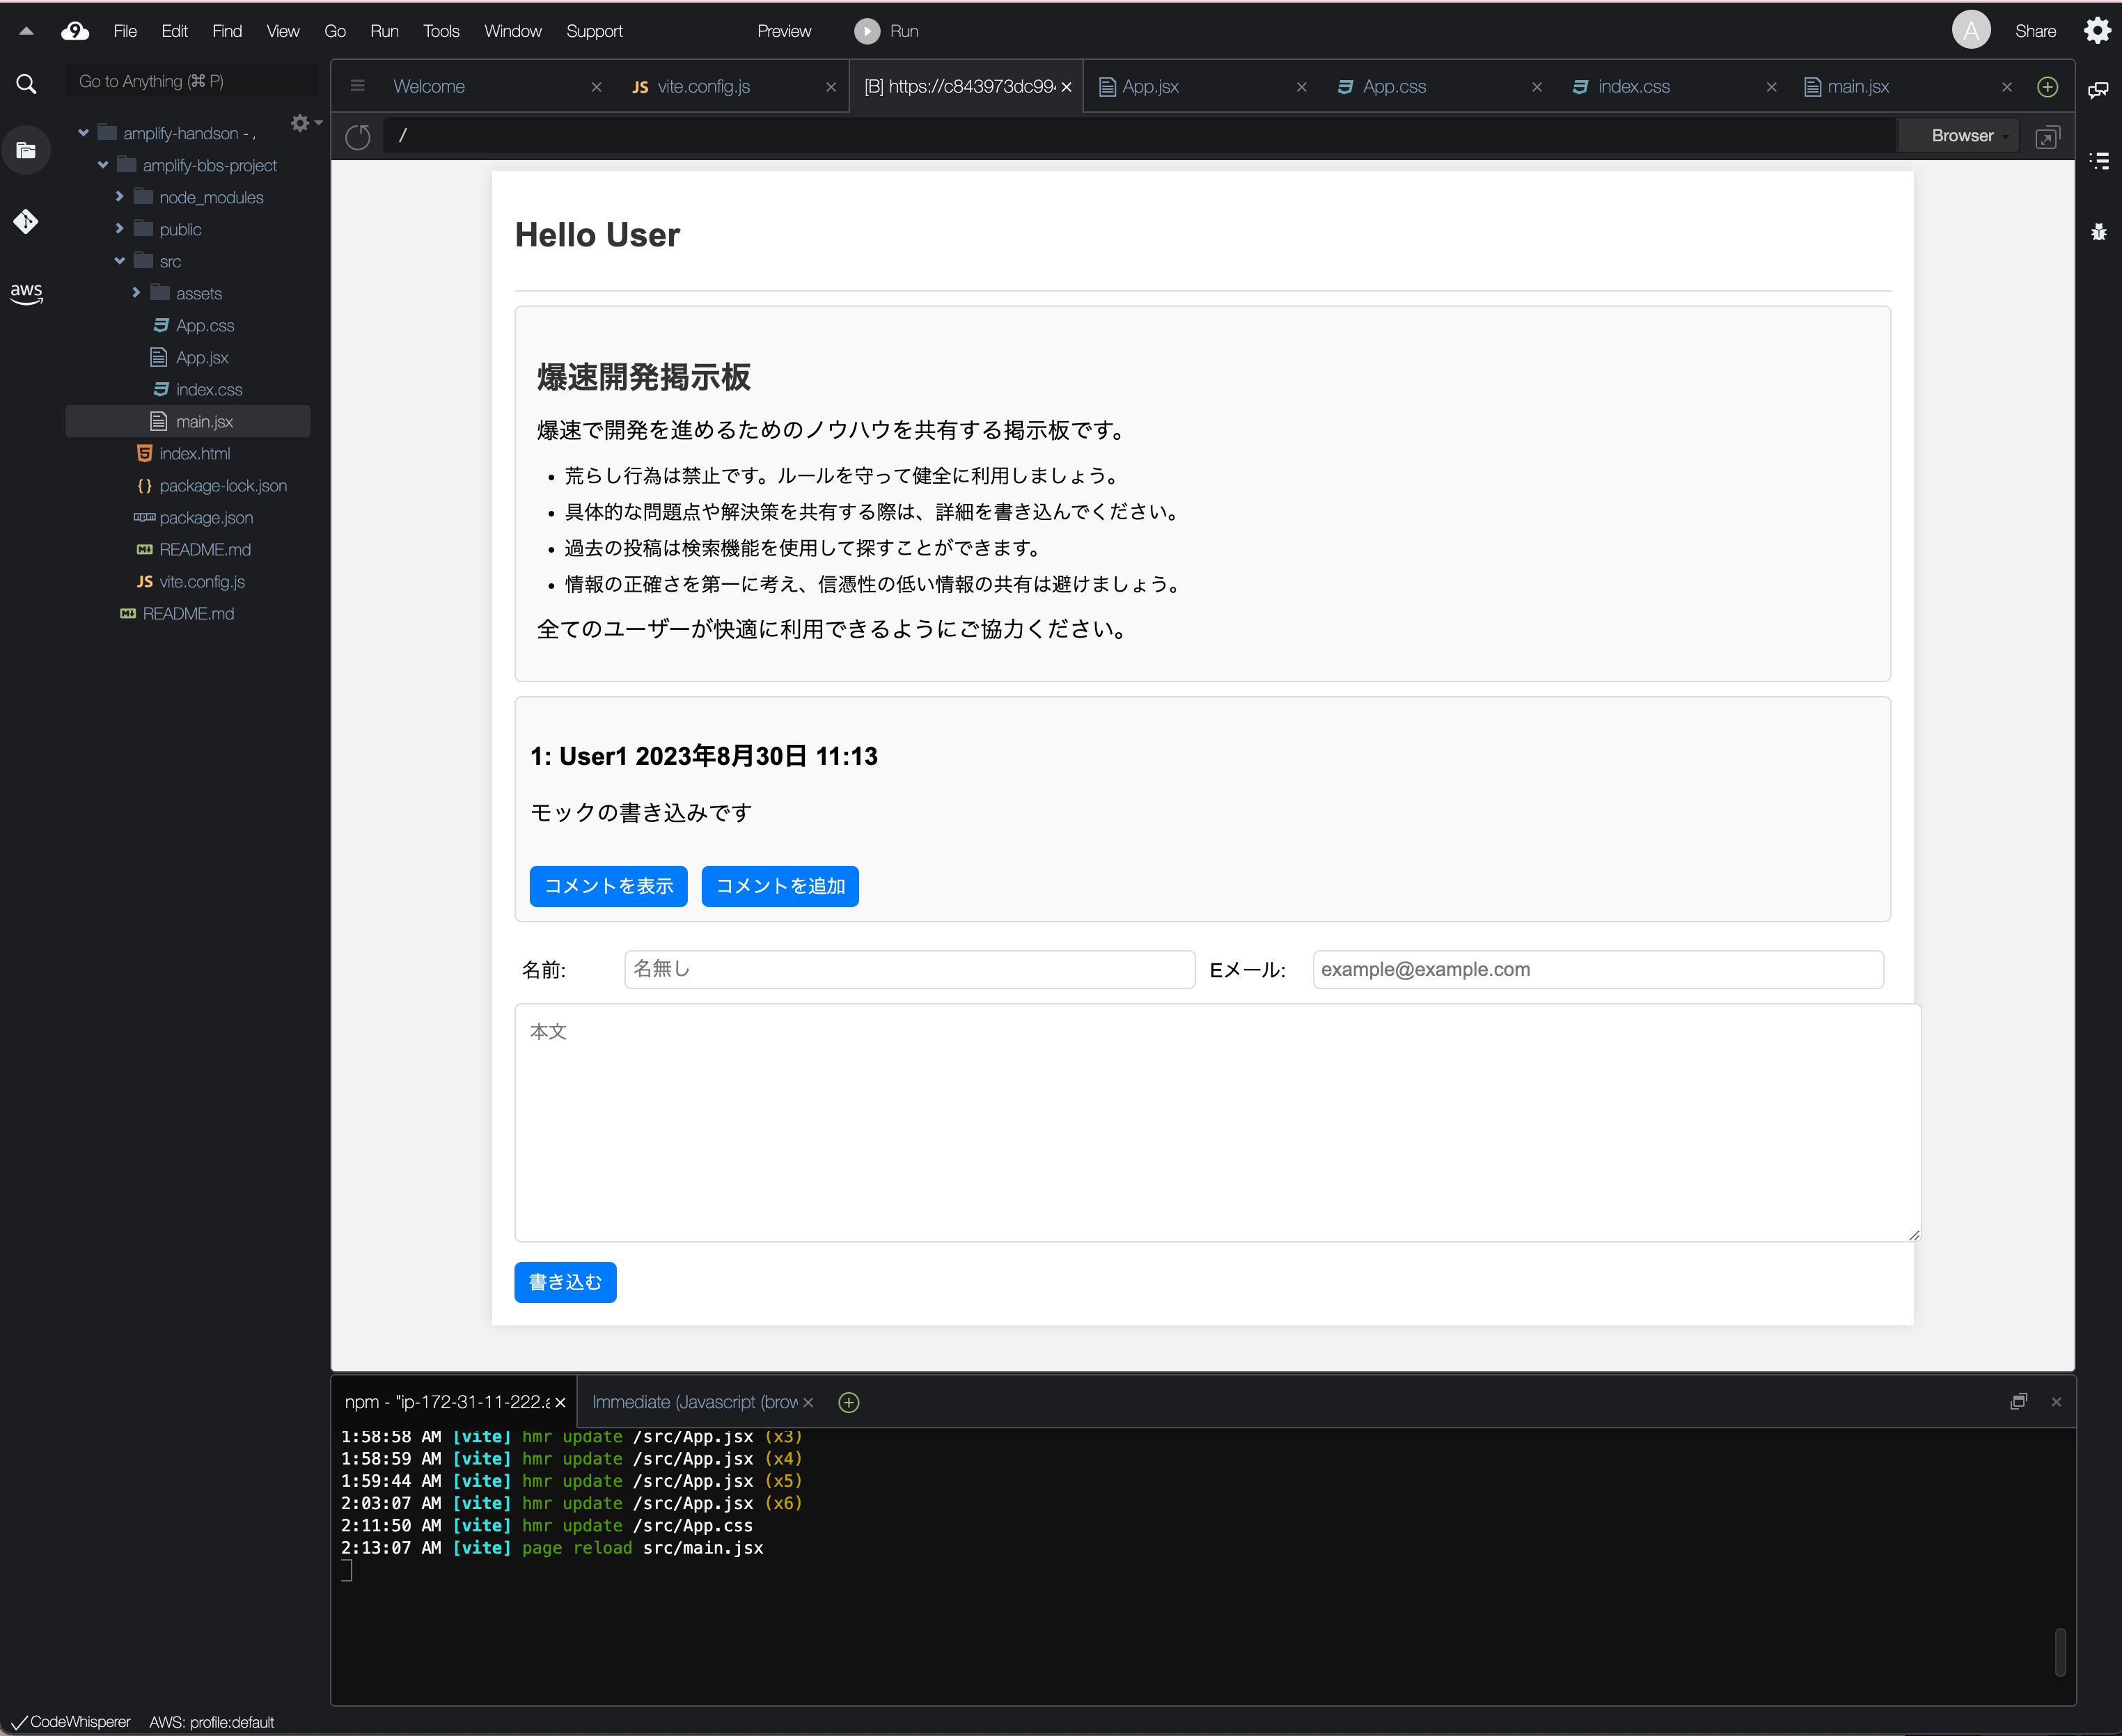 File Edit Find View Go Run Tools Window Support Preview Run A Share
Go to Anything (⌘ P)
Welcome
JS vite.config.js
[B] https://c843973dc99
App.jsx
App.css
index.css
main.jsx
/
Browser
aws
amplify-handson -
amplify-bbs-project
node_modules
public
src
assets
App.css
App.jsx
index.css
main.jsx
index.html
package-lock.json
package.json
README.md
JS vite.config.js
README.md
Hello User
爆速開発掲示板
爆速で開発を進めるためのノウハウを共有する掲示板です。
• 荒らし行為は禁止です。ルールを守って健全に利用しましょう。
• 具体的な問題点や解決策を共有する際は、詳細を書き込んでください。
• 過去の投稿は検索機能を使用して探すことができます。
• 情報の正確さを第一に考え、信憑性の低い情報の共有は避けましょう。
全てのユーザーが快適に利用できるようにご協力ください。
1: User1 2023年8月30日 11:13
モックの書き込みです
コメントを表示 コメントを追加
名前: 名無し Eメール: example@example.com
本文
書き込む
npm - "ip-172-31-11-222.a
Immediate (Javascript (brow
1:58:58 AM [vite] hmr update /src/App.jsx (x3)
1:58:59 AM [vite] hmr update /src/App.jsx (x4)
1:59:44 AM [vite] hmr update /src/App.jsx (x5)
2:03:07 AM [vite] hmr update /src/App.jsx (x6)
2:11:50 AM [vite] hmr update /src/App.css
2:13:07 AM [vite] page reload src/main.jsx
CodeWhisperer AWS: profile:default